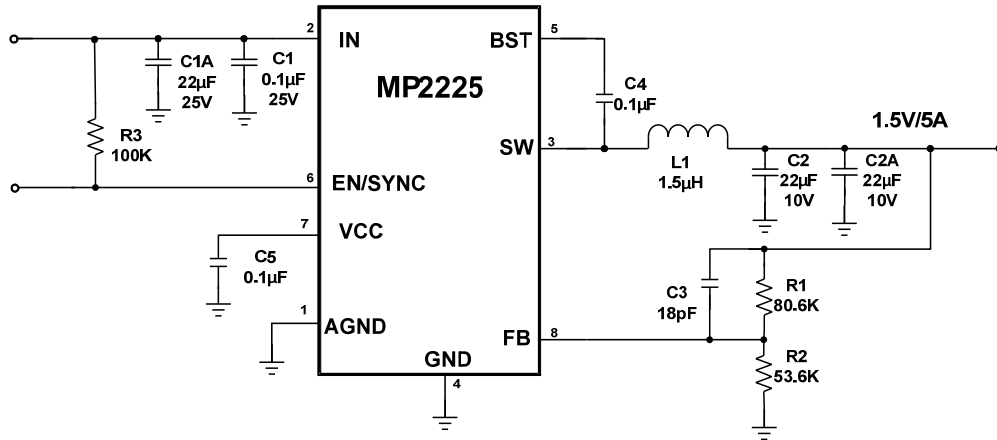 2
IN
C1A
22µF
25V
C1
0.1µF
25V
R3
100K
6
EN/SYNC
7
VCC
C5
0.1µF
1
AGND
MP2225
GND
4
5
BST
C4
0.1µF
SW
3
L1
1.5µH
1.5V/5A
C2
22µF
10V
C2A
22µF
10V
C3
18pF
R1
80.6K
FB
8
R2
53.6K